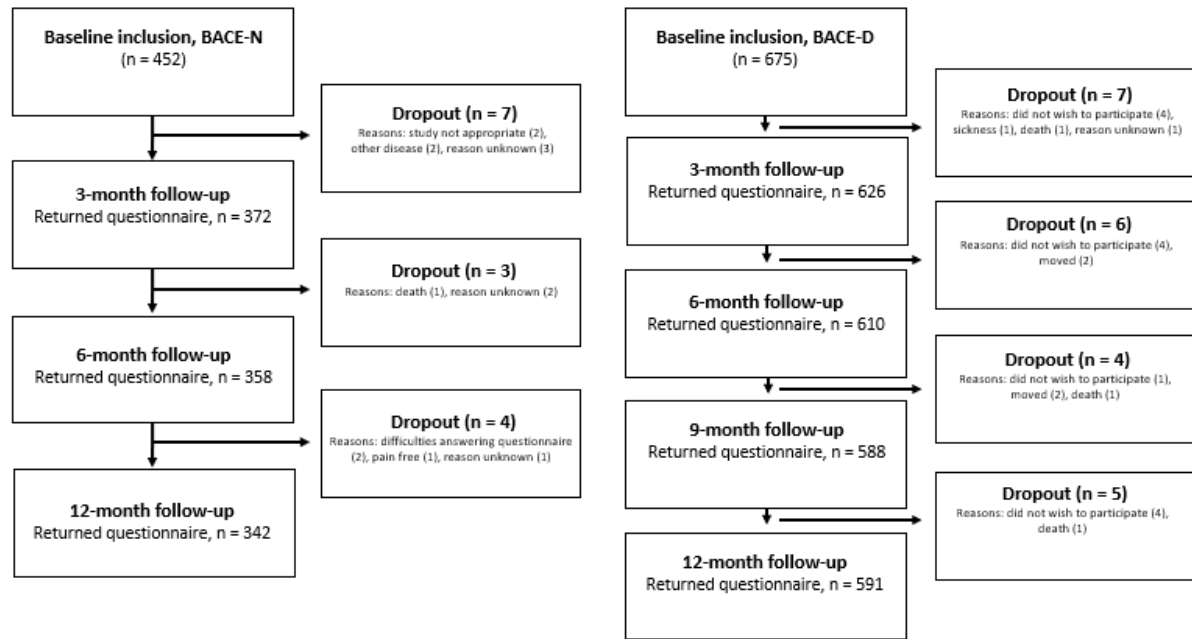 Baseline inclusion, BACE-N
(n = 452)
Dropout (n = 7)
Reasons: study not appropriate (2),
other disease (2), reason unknown (3)
3-month follow-up
Returned questionnaire, n = 372
Dropout (n = 3)
Reasons: death (1), reason unknown (2)
6-month follow-up
Returned questionnaire, n = 358
Dropout (n = 4)
Reasons: difficulties answering questionnaire
(2), pain free (1), reason unknown (1)
12-month follow-up
Returned questionnaire, n = 342
Baseline inclusion, BACE-D
(n = 675)
Dropout (n = 7)
Reasons: did not wish to participate (4),
sickness (1), death (1), reason unknown (1)
3-month follow-up
Returned questionnaire, n = 626
Dropout (n = 6)
Reasons: did not wish to participate (4),
moved (2)
6-month follow-up
Returned questionnaire, n = 610
Dropout (n = 4)
Reasons: did not wish to participate (1),
moved (2), death (1)
9-month follow-up
Returned questionnaire, n = 588
Dropout (n = 5)
Reasons: did not wish to participate (4),
death (1)
12-month follow-up
Returned questionnaire, n = 591